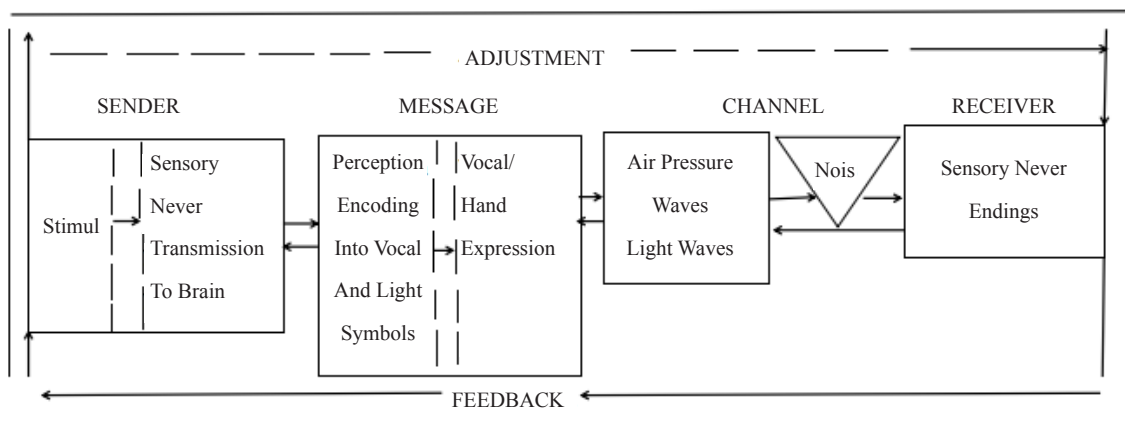 ADJUSTMENT
SENDER
MESSAGE
CHANNEL
RECEIVER
Stimul
Sensory
Never
Transmission
To Brain
Perception
Encoding
Into Vocal
And Light
Symbols
Vocal/
Hand
Expression
Air Pressure
Waves
Light Waves
Nois
Sensory Never
Endings
FEEDBACK